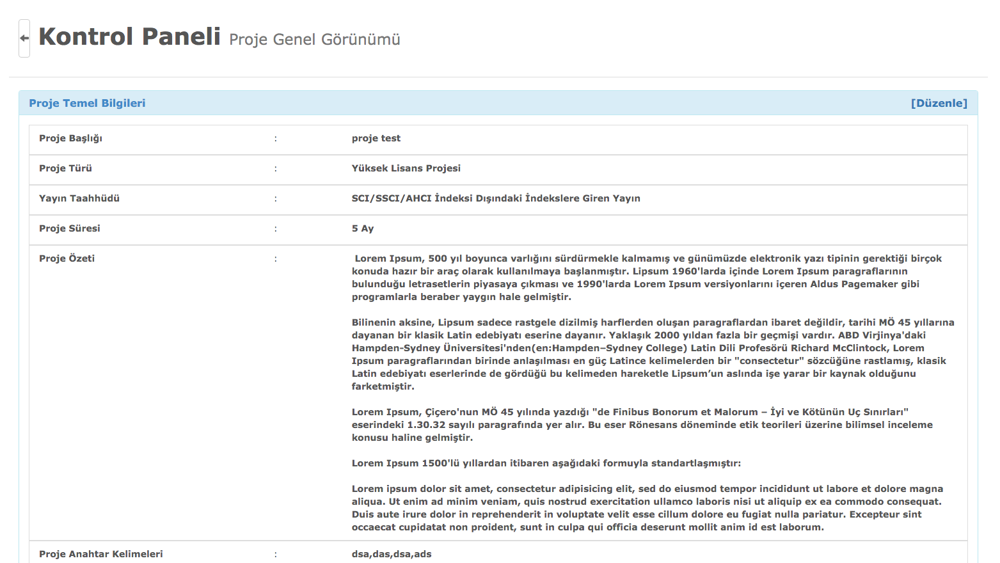 Kontrol Paneli Proje Genel Görünümü
Proje Temel Bilgileri [Düzenle]
Proje Başlığı : proje test
Proje Türü : Yüksek Lisans Projesi
Yayın Taahhüdü : SCI/SSCI/AHCI İndeksi Dışındaki İndekslere Giren Yayın
Proje Süresi : 5 Ay
Proje Özeti : Lorem Ipsum, 500 yıl boyunca varlığını sürdürmekle kalmamış ve günümüzde elektronik yazı tipinin gerektiği birçok
konuda hazır bir araç olarak kullanılmaya başlanmıştır. Lipsum 1960'larda içinde Lorem Ipsum paragraflarının
bulunduğu letrasetlerin piyasaya çıkması ve 1990'larda Lorem Ipsum versiyonlarını içeren Aldus Pagemaker gibi
programlarla beraber yaygın hale gelmiştir.
Bilinenin aksine, Lipsum sadece rastgele dizilmiş harflerden oluşan paragraflardan ibaret değildir, tarihi MÖ 45 yıllarına
dayanan bir klasik Latin edebiyatı eserine dayanır. Yaklaşık 2000 yıldan fazla bir geçmişi vardır. ABD Virjinya'daki
Hampden-Sydney Üniversitesi'nden(en:Hampden–Sydney College) Latin Dili Profesörü Richard McClintock, Lorem
Ipsum paragraflarından birinde anlaşılması en güç Latince kelimelerden bir "consectetur" sözcüğüne rastlamış, klasik
Latin edebiyatı eserlerinde de gördüğü bu kelimeden hareketle Lipsum’un aslında işe yarar bir kaynak olduğunu
farketmiştir.
Lorem Ipsum, Çiçero'nun MÖ 45 yılında yazdığı "de Finibus Bonorum et Malorum – İyi ve Kötünün Uç Sınırları"
eserindeki 1.30.32 sayılı paragrafında yer alır. Bu eser Rönesans döneminde etik teorileri üzerine bilimsel inceleme
konusu haline gelmiştir.
Lorem Ipsum 1500'lü yıllardan itibaren aşağıdaki formuyla standartlaşmıştır:
Lorem ipsum dolor sit amet, consectetur adipisicing elit, sed do eiusmod tempor incididunt ut labore et dolore magna
aliqua. Ut enim ad minim veniam, quis nostrud exercitation ullamco laboris nisi ut aliquip ex ea commodo consequat.
Duis aute irure dolor in reprehenderit in voluptate velit esse cillum dolore eu fugiat nulla pariatur. Excepteur sint
occaecat cupidatat non proident, sunt in culpa qui officia deserunt mollit anim id est laborum.
Proje Anahtar Kelimeleri : dsa,das,dsa,ads